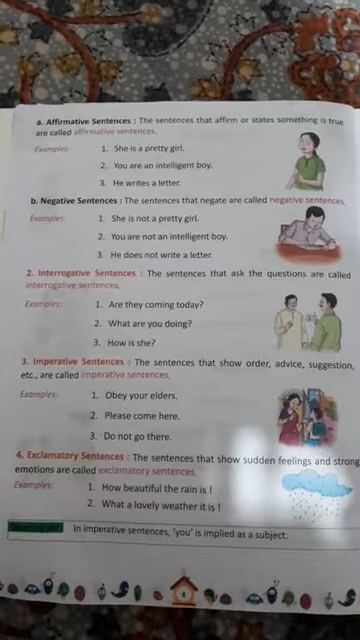 a. Affirmative Sentences : The sentences that affirm or states something is true
are called affirmative sentences.
Examples: 1. She is a pretty girl.
2. You are an intelligent boy.
3. He writes a letter.
b. Negative Sentences : The sentences that negate are called negative sentences.
Examples: 1. She is not a pretty girl.
2. You are not an intelligent boy.
3. He does not write a letter.
2. Interrogative Sentences : The sentences that ask the questions are called
interrogative sentences.
Examples: 1. Are they coming today?
2. What are you doing?
3. How is she?
3. Imperative Sentences : The sentences that show order, advice, suggestion,
etc., are called imperative sentences.
Examples: 1. Obey your elders.
2. Please come here.
3. Do not go there.
4. Exclamatory Sentences : The sentences that show sudden feelings and strong
emotions are called exclamatory sentences.
Examples: 1. How beautiful the rain is !
2. What a lovely weather it is !
In imperative sentences, 'you' is implied as a subject.